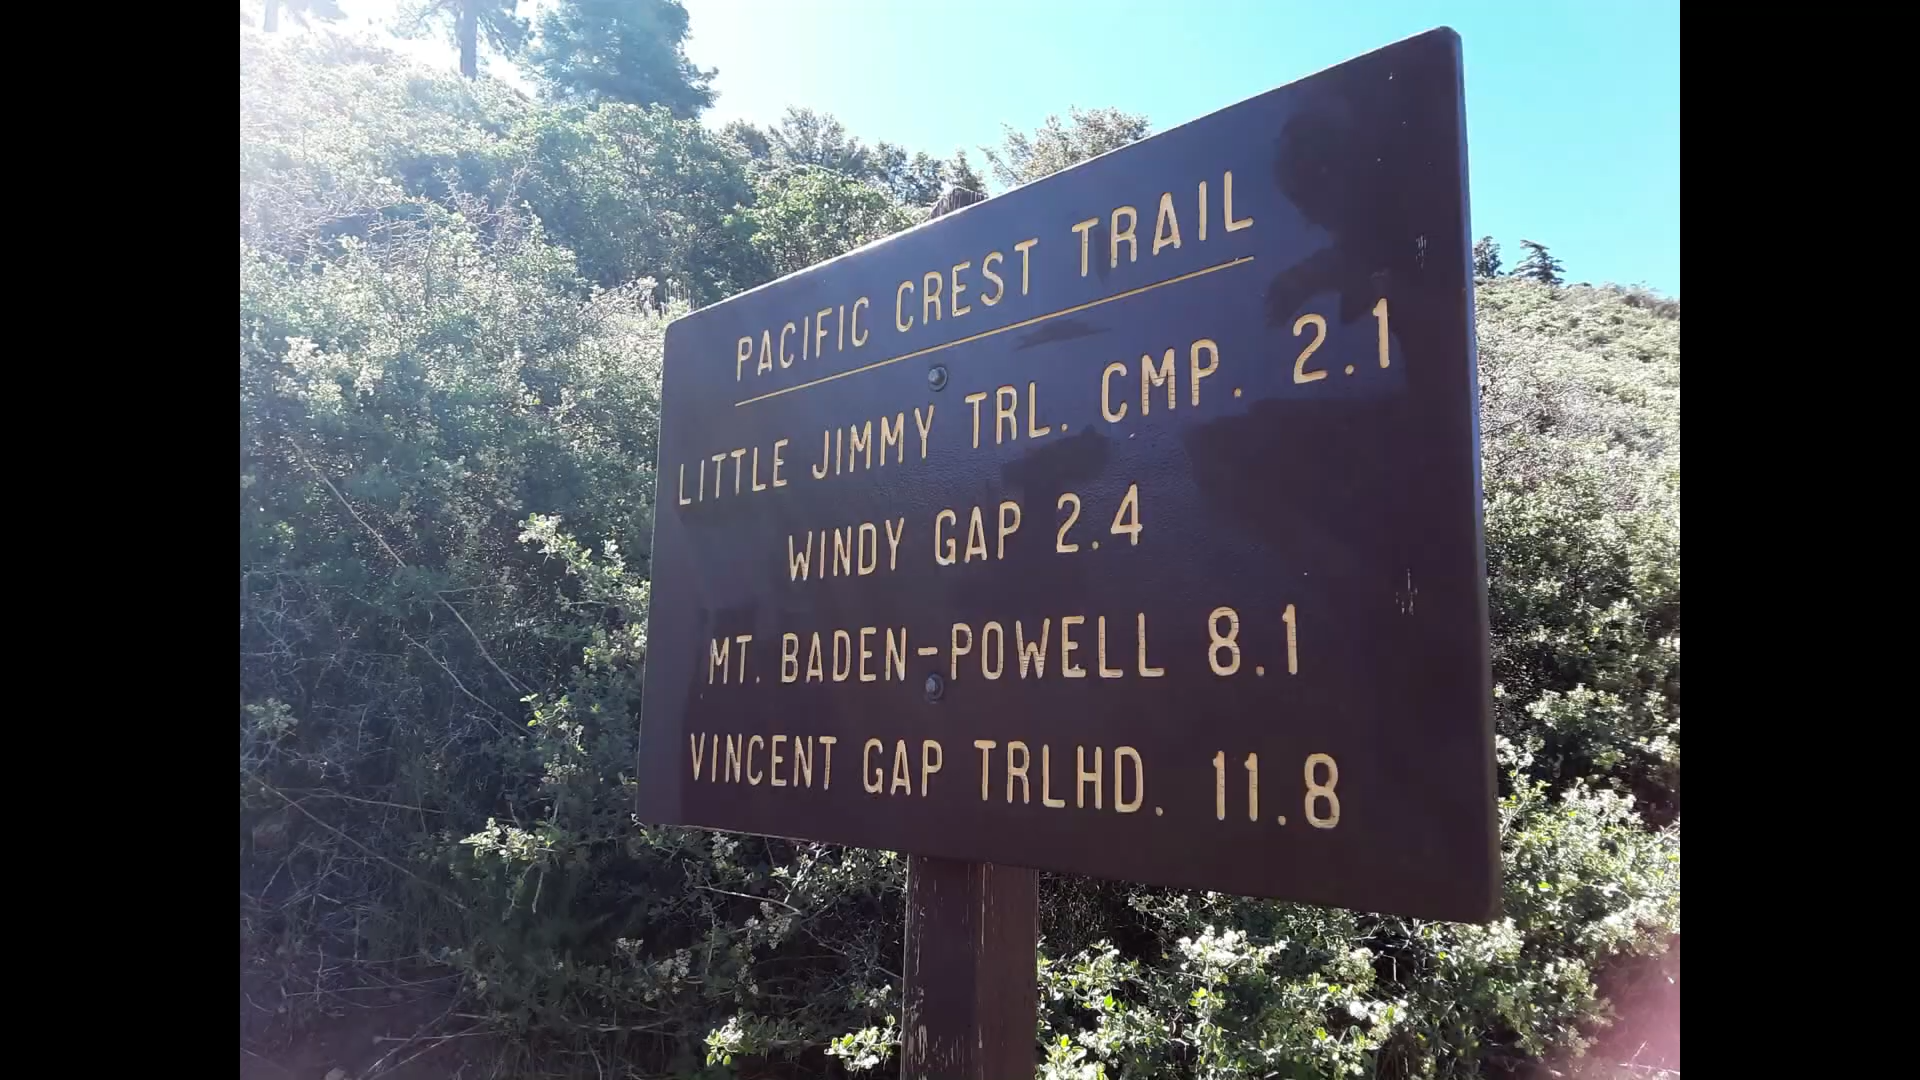 PACIFIC CREST TRAIL
LITTLE JIMMY TRL. CMP. 2.1
WINDY GAP 2.4
MT. BADEN-POWELL 8.1
VINCENT GAP TRLHD. 11.8